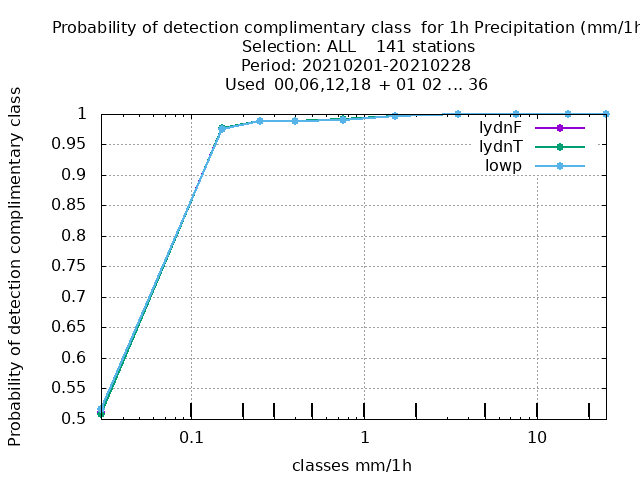 Probability of detection complimentary class  for 1h Precipitation (mm/1h
Selection: ALL    141 stations
Period: 20210201-20210228
Used  00,06,12,18  + 01 02 ... 36
Probability of detection complimentary class
1
0.95
0.9
0.85
0.8
0.75
0.7
0.65
0.6
0.55
0.5
lydnF
lydnT
lowp
0.1
1
10
classes mm/1h